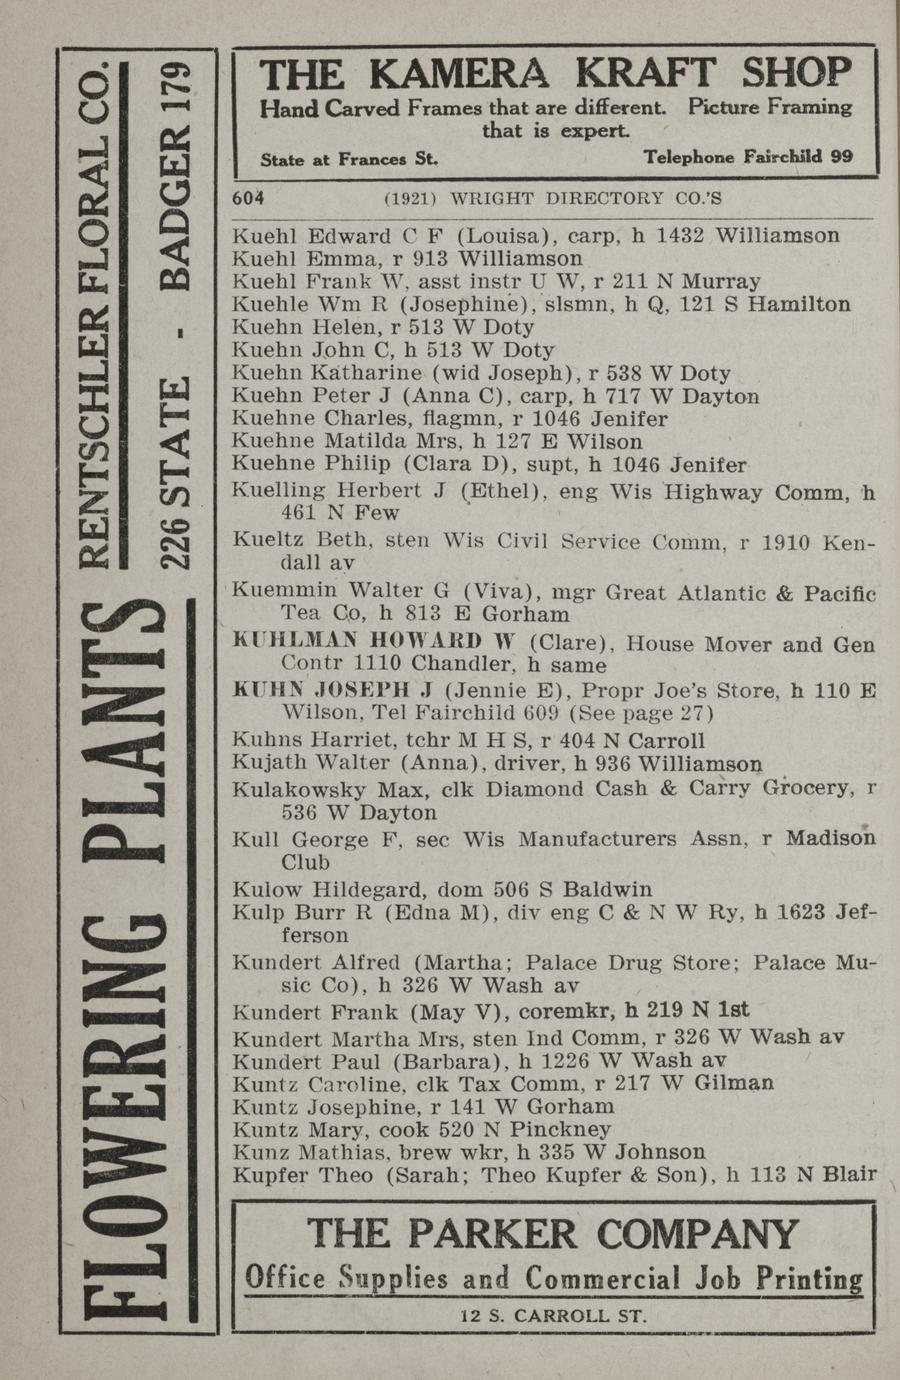 RENTSCHLER FLORAL CO.
226 STATE - BADGER 179
FLOWERING PLANTS
THE KAMERA KRAFT SHOP
Hand Carved Frames that are different. Picture Framing
that is expert.
State at Frances St. Telephone Fairchild 99
604 (1921) WRIGHT DIRECTORY CO.'S
Kuehl Edward C F (Louisa), carp, h 1432 Williamson
Kuehl Emma, r 913 Williamson
Kuehl Frank W, asst instr U W, r 211 N Murray
Kuehle Wm R (Josephine), slsmn, h Q, 121 S Hamilton
Kuehn Helen, r 513 W Doty
Kuehn John C, h 513 W Doty
Kuehn Katharine (wid Joseph), r 538 W Doty
Kuehn Peter J (Anna C), carp, h 717 W Dayton
Kuehne Charles, flagmn, r 1046 Jenifer
Kuehne Matilda Mrs, h 127 E Wilson
Kuehne Philip (Clara D), supt, h 1046 Jenifer
Kuelling Herbert J (Ethel), eng Wis Highway Comm, h
461 N Few
Kueltz Beth, sten Wis Civil Service Comm, r 1910 Ken-
dall av
Kuemmin Walter G (Viva), mgr Great Atlantic & Pacific
Tea Co, h 813 E Gorham
KUHLMAN HOWARD W (Clare), House Mover and Gen
Contr 1110 Chandler, h same
KUHN JOSEPH J (Jennie E), Propr Joe's Store, h 110 E
Wilson, Tel Fairchild 609 (See page 27)
Kuhns Harriet, tchr M H S, r 404 N Carroll
Kujath Walter (Anna), driver, h 936 Williamson
Kulakowsky Max, clk Diamond Cash & Carry Grocery, r
536 W Dayton
Kull George F, sec Wis Manufacturers Assn, r Madison
Club
Kulow Hildegard, dom 506 S Baldwin
Kulp Burr R (Edna M), div eng C & N W Ry, h 1623 Jef-
ferson
Kundert Alfred (Martha; Palace Drug Store; Palace Mu-
sic Co), h 326 W Wash av
Kundert Frank (May V), coremkr, h 219 N 1st
Kundert Martha Mrs, sten Ind Comm, r 326 W Wash av
Kundert Paul (Barbara), h 1226 W Wash av
Kuntz Caroline, clk Tax Comm, r 217 W Gilman
Kuntz Josephine, r 141 W Gorham
Kuntz Mary, cook 520 N Pinckney
Kunz Mathias, brew wkr, h 335 W Johnson
Kupfer Theo (Sarah; Theo Kupfer & Son), h 113 N Blair
THE PARKER COMPANY
Office Supplies and Commercial Job Printing
12 S. CARROLL ST.